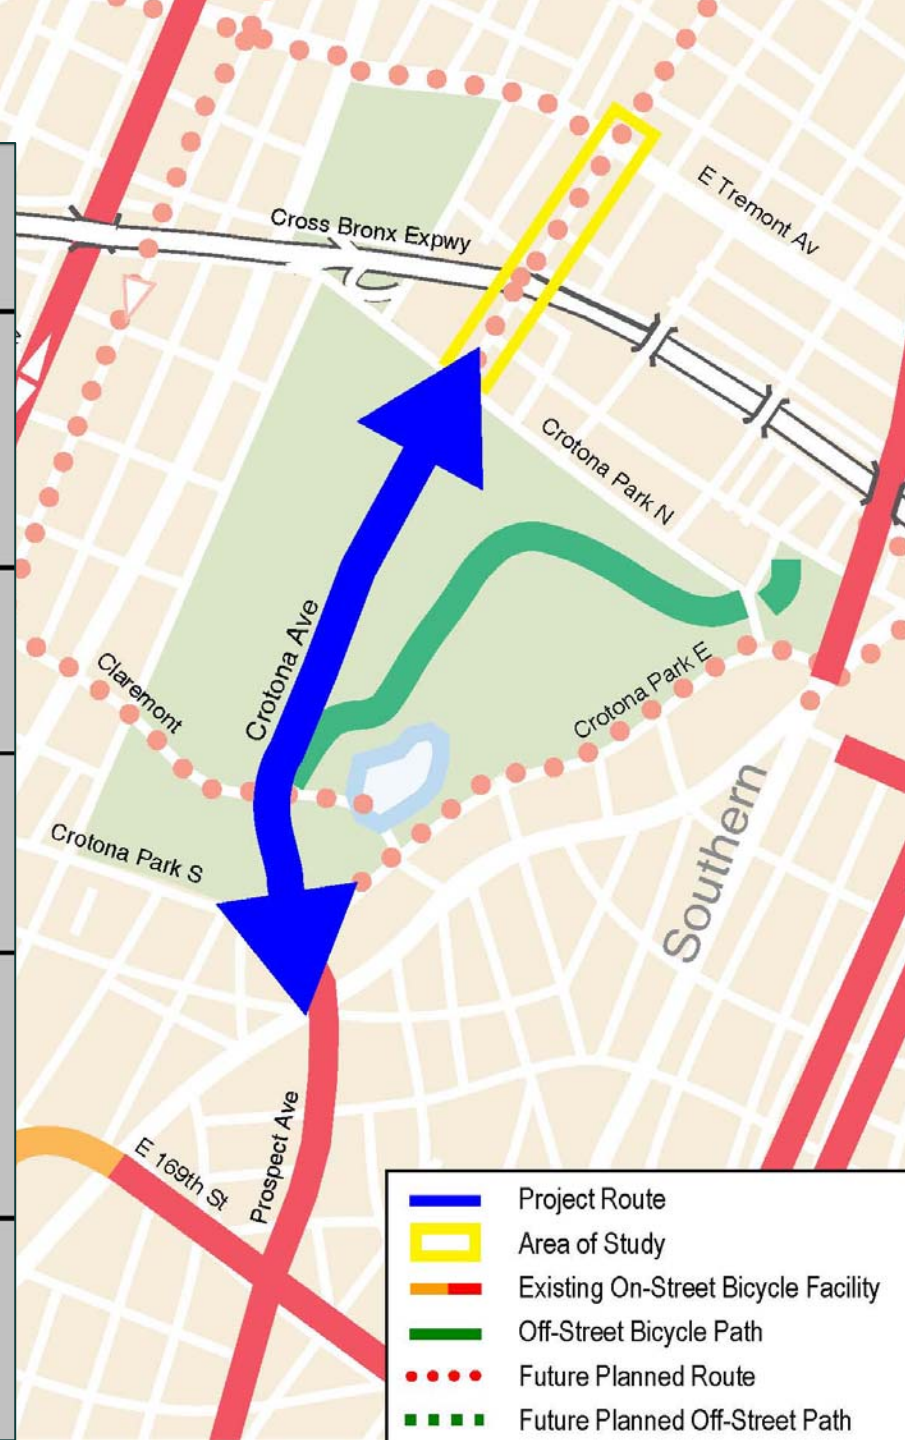 E Tremont Av
Cross Bronx Expwy
Crotona Park N
Crotona Ave
Claremont
Crotona Park E
Crotona Park S
Southern
Prospect Ave
E 169th St
Project Route
Area of Study
Existing On-Street Bicycle Facility
Off-Street Bicycle Path
Future Planned Route
Future Planned Off-Street Path